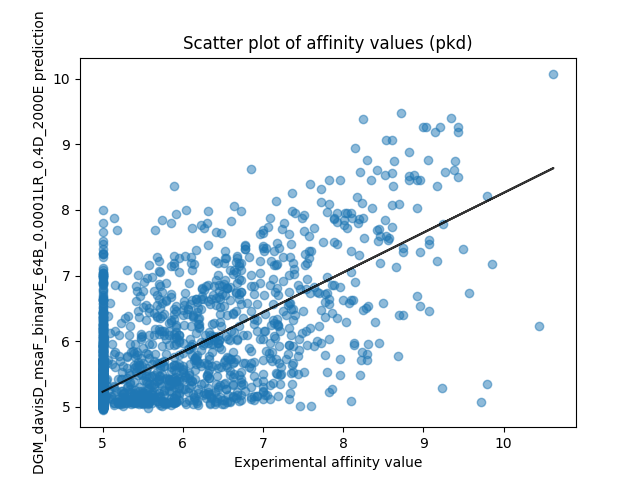 Scatter plot of affinity values (pkd)
DGM_davisD_msaF_binaryE_64B_0.0001LR_0.4D_2000E prediction
10
9
8
7
6
5
5 6 7 8 9 10
Experimental affinity value